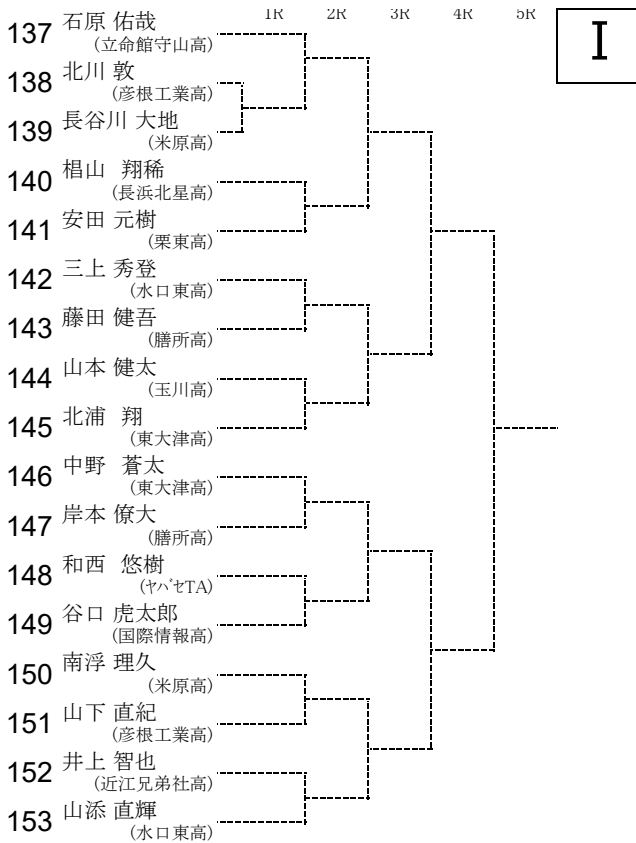 1R 2R 3R 4R 5R
I
137 石原 佑哉
(立命館守山高)
138 北川 敦
(彦根工業高)
139 長谷川 大地
(米原高)
140 椙山 翔稀
(長浜北星高)
141 安田 元樹
(栗東高)
142 三上 秀登
(水口東高)
143 藤田 健吾
(膳所高)
144 山本 健太
(玉川高)
145 北浦 翔
(東大津高)
146 中野 蒼太
(東大津高)
147 岸本 僚大
(膳所高)
148 和西 悠樹
(ヤバセTA)
149 谷口 虎太郎
(国際情報高)
150 南浮 理久
(米原高)
151 山下 直紀
(彦根工業高)
152 井上 智也
(近江兄弟社高)
153 山添 直輝
(水口東高)